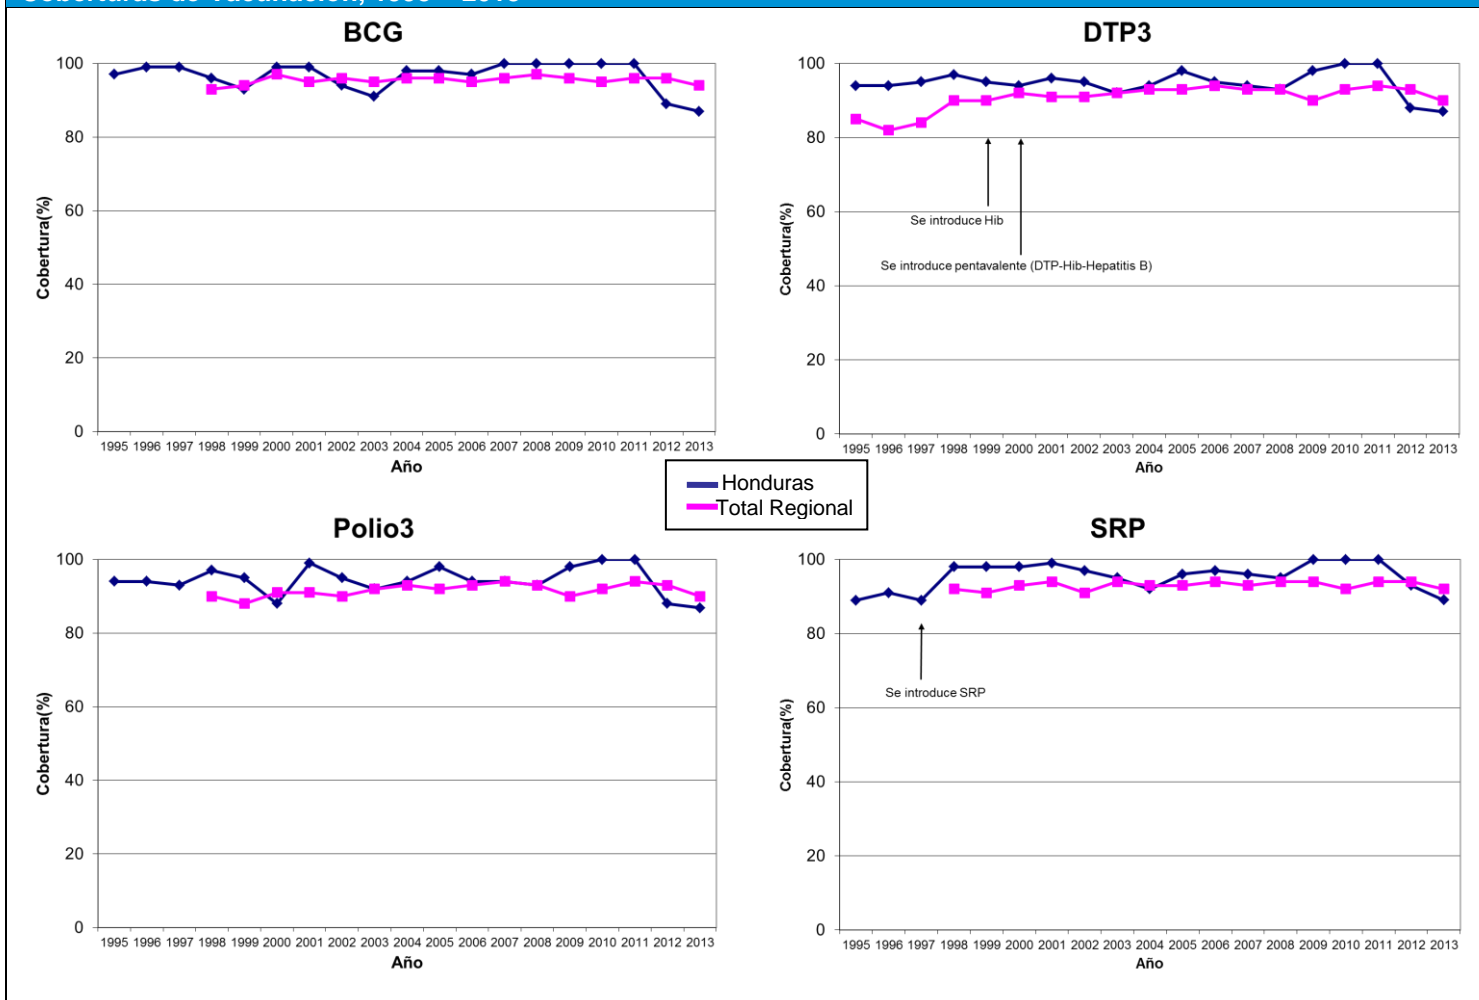 BCG
100
80
60
40
20
0
Cobertura(%)
1995 1996 1997 1998 1999 2000 2001 2002 2003 2004 2005 2006 2007 2008 2009 2010 2011 2012 2013
Año
DTP3
100
80
60
40
20
0
Cobertura(%)
Se introduce Hib
Se introduce pentavalente (DTP-Hib-Hepatitis B)
1995 1996 1997 1998 1999 2000 2001 2002 2003 2004 2005 2006 2007 2008 2009 2010 2011 2012 2013
Año
Honduras
Total Regional
Polio3
100
80
60
40
20
0
Cobertura(%)
1995 1996 1997 1998 1999 2000 2001 2002 2003 2004 2005 2006 2007 2008 2009 2010 2011 2012 2013
Año
SRP
100
80
60
40
20
0
Cobertura(%)
Se introduce SRP
1995 1996 1997 1998 1999 2000 2001 2002 2003 2004 2005 2006 2007 2008 2009 2010 2011 2012 2013
Año